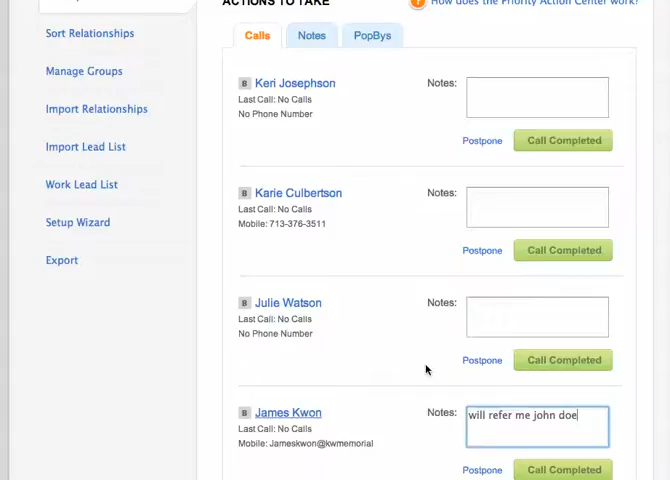 ACTIONS TO TAKE
? How does the Priority Action Center work?
Sort Relationships
Manage Groups
Import Relationships
Import Lead List
Work Lead List
Setup Wizard
Export
Calls Notes PopBys
B Keri Josephson
Last Call: No Calls
No Phone Number
Notes:
Postpone Call Completed
B Karie Culbertson
Last Call: No Calls
Mobile: 713-376-3511
Notes:
Postpone Call Completed
B Julie Watson
Last Call: No Calls
No Phone Number
Notes:
Postpone Call Completed
B James Kwon
Last Call: No Calls
Mobile: Jameskwon@kwmemorial
Notes: will refer me john doe
Postpone Call Completed